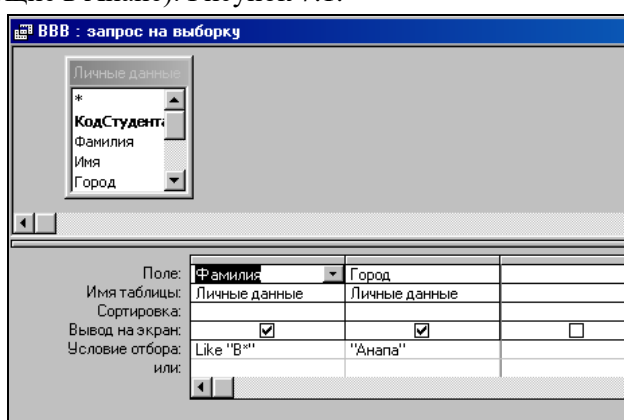 BBB : запрос на выборку
Личные данные
*
КодСтудента
Фамилия
Имя
Город
Поле: Фамилия Город
Имя таблицы: Личные данные Личные данные
Сортировка:
Вывод на экран:
Условие отбора: Like "В*" "Анапа"
или: